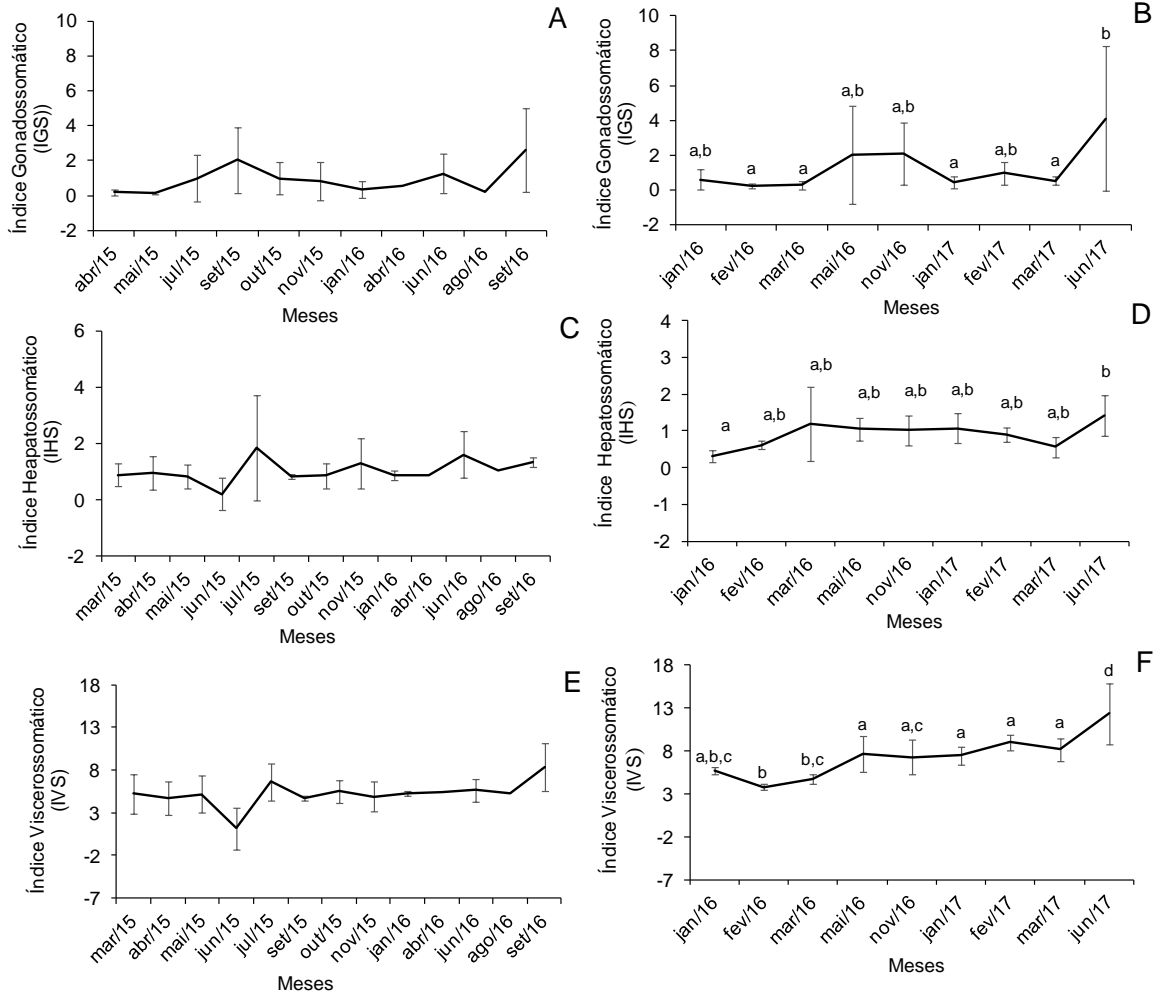 A
Índice Gonadossomático
(IGS))
10
8
6
4
2
0
-2
abr/15
mai/15
jul/15
set/15
out/15
nov/15
jan/16
abr/16
jun/16
ago/16
set/16
Meses
B
Índice Gonadossomático
(IGS)
10
8
6
4
2
0
-2
a,b
a
a
a,b
a,b
a
a,b
a
b
jan/16
fev/16
mar/16
mai/16
nov/16
jan/17
fev/17
mar/17
jun/17
Meses
C
Índice Heapatossomático
(IHS)
6
4
2
0
-2
mar/15
abr/15
mai/15
jun/15
jul/15
set/15
out/15
nov/15
jan/16
abr/16
jun/16
ago/16
set/16
Meses
D
Índice Hepatossomático
(IHS)
4
3
2
1
0
-1
-2
a
a,b
a,b
a,b
a,b
a,b
a,b
a,b
b
jan/16
fev/16
mar/16
mai/16
nov/16
jan/17
fev/17
mar/17
jun/17
Meses
E
Índice Viscerossomático
(IVS)
18
13
8
3
-2
-7
mar/15
abr/15
mai/15
jun/15
jul/15
set/15
out/15
nov/15
jan/16
abr/16
jun/16
ago/16
set/16
Meses
F
Índice Viscerossomático
(IVS)
18
13
8
3
-2
-7
a,b,c
b
b,c
a
a,c
a
a
a
d
jan/16
fev/16
mar/16
mai/16
nov/16
jan/17
fev/17
mar/17
jun/17
Meses